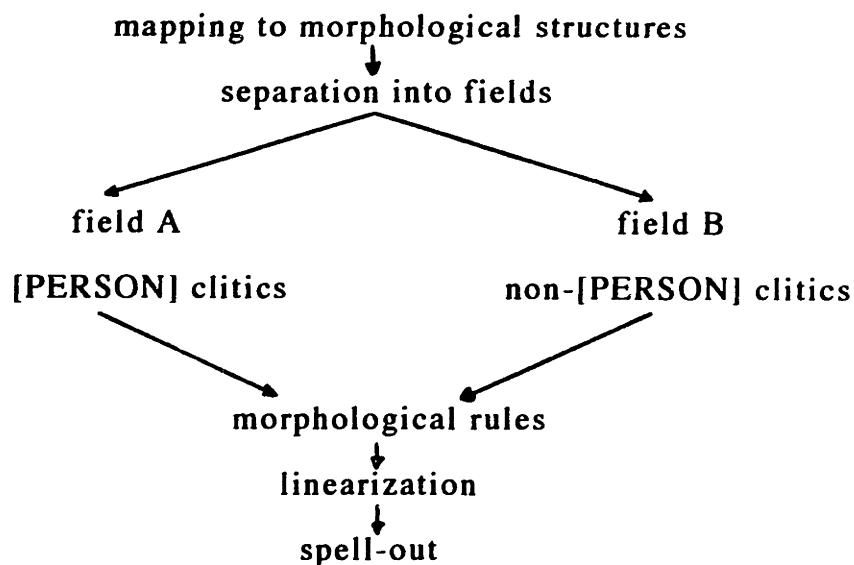 mapping to morphological structures
separation into fields
field A
field B
[PERSON] clitics
non-[PERSON] clitics
morphological rules
linearization
spell-out